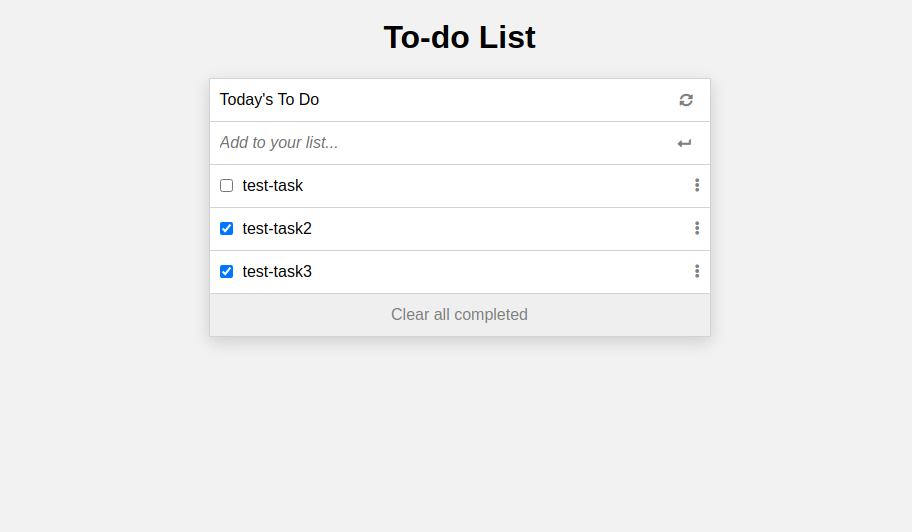 To-do List
Today's To Do
Add to your list...
test-task
test-task2
test-task3
Clear all completed